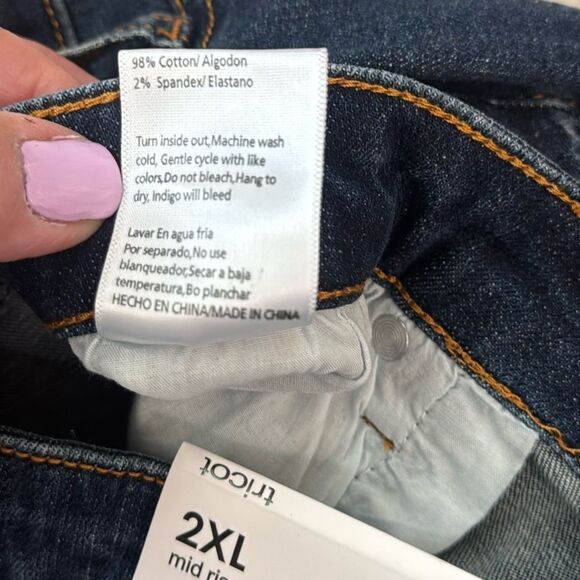 98% Cotton/ Algodon
2% Spandex/ Elastano
Turn inside out,Machine wash
cold, Gentle cycle with like
colors,Do not bleach,Hang to
dry, Indigo will bleed
Lavar En agua fria
Por separado,No use
blanqueador,Secar a baja
temperatura,Bo planchar
HECHO EN CHINA/MADE IN CHINA
tricot
2XL
mid ris